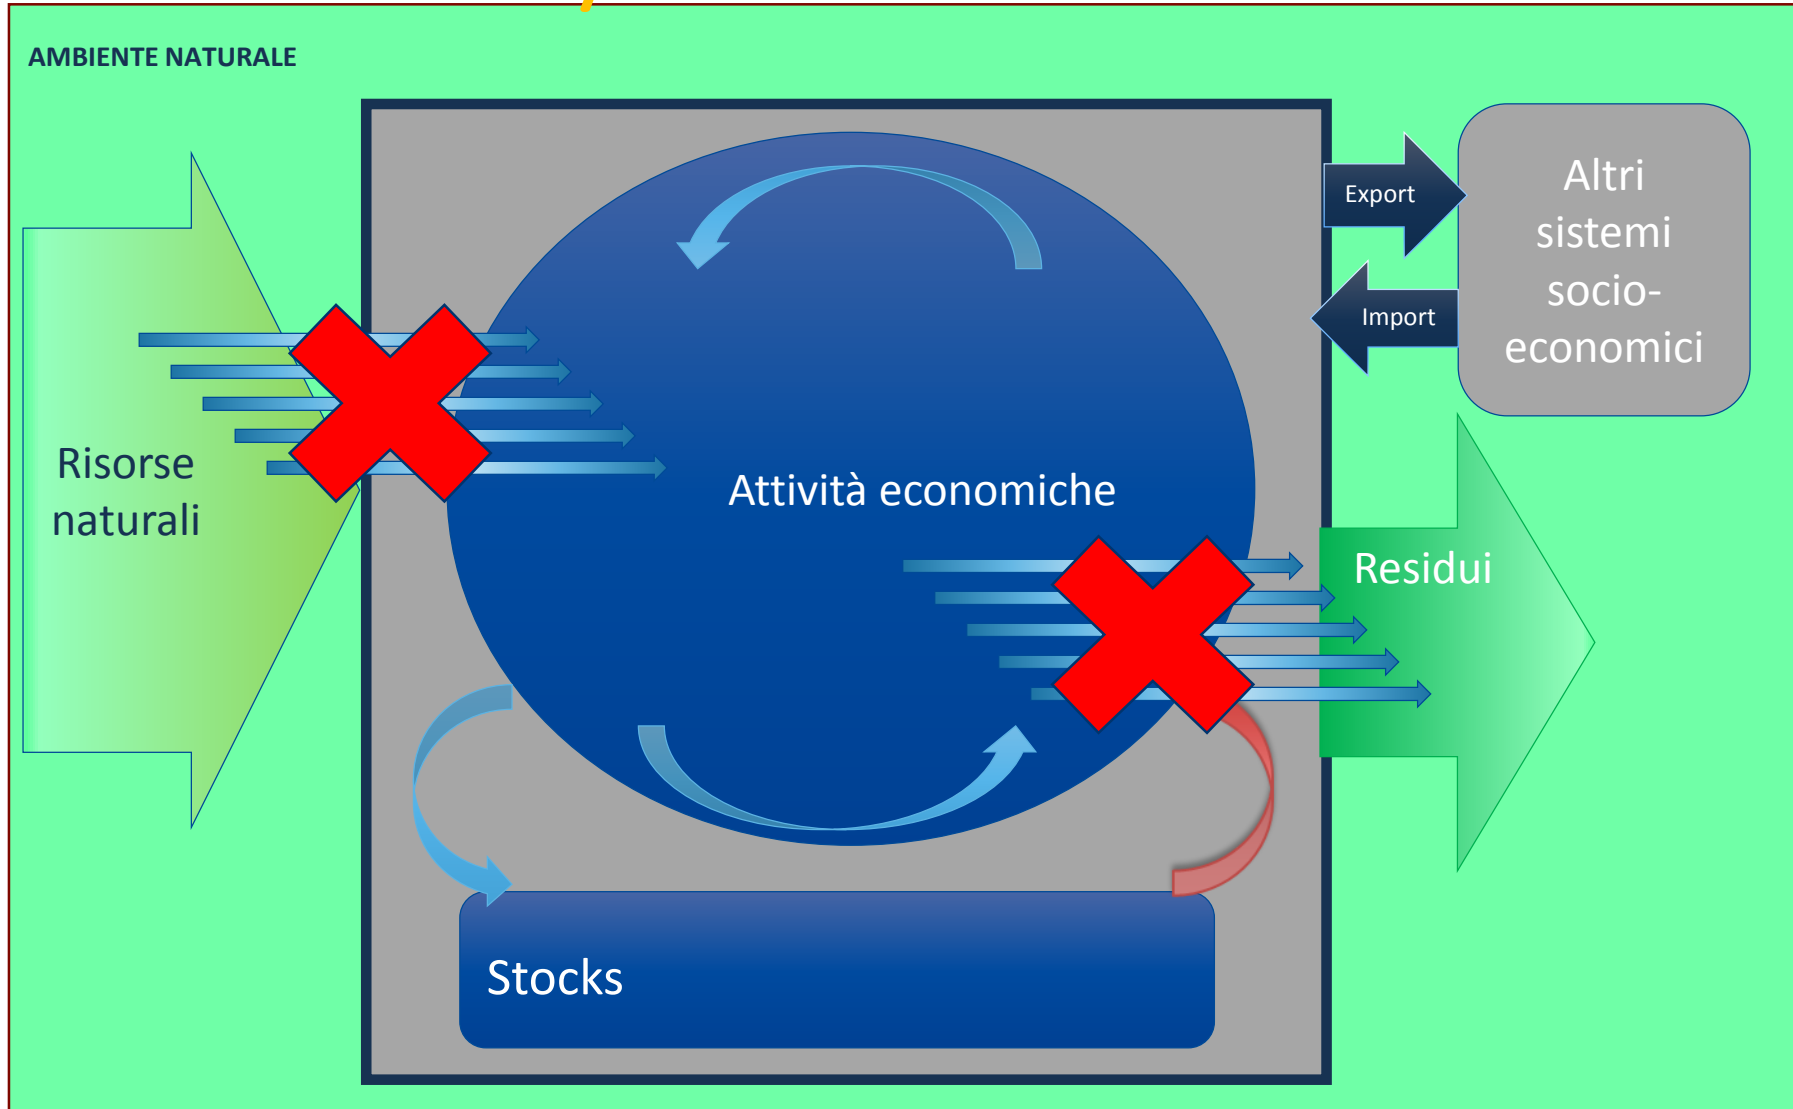 AMBIENTE NATURALE
Risorse
naturali
Attività economiche
Stocks
Export
Import
Altri
sistemi
socio-
economici
Residui